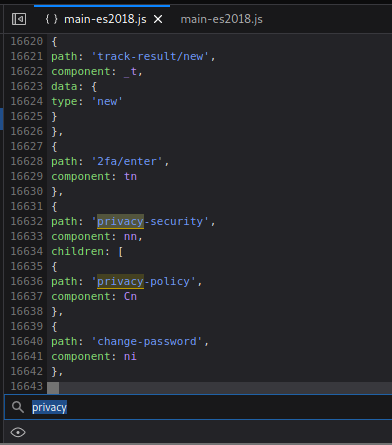 { } main-es2018.js ✕ main-es2018.js
16620 {
16621 path: 'track-result/new',
16622 component: _t,
16623 data: {
16624 type: 'new'
16625 }
16626 },
16627 {
16628 path: '2fa/enter',
16629 component: tn
16630 },
16631 {
16632 path: 'privacy-security',
16633 component: nn,
16634 children: [
16635 {
16636 path: 'privacy-policy',
16637 component: Cn
16638 },
16639 {
16640 path: 'change-password',
16641 component: ni
16642 },
16643
privacy